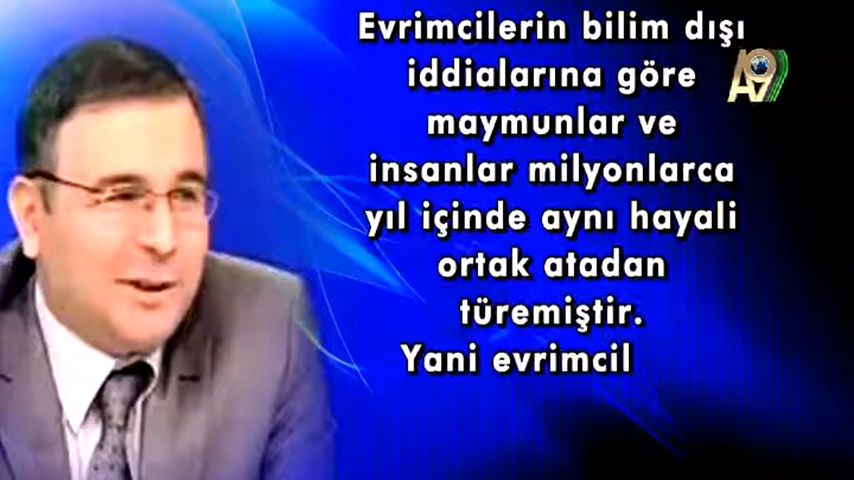 Evrimcilerin bilim dışı
iddialarına göre
maymunlar ve
insanlar milyonlarca
yıl içinde aynı hayali
ortak atadan
türemiştir.
Yani evrimcil
A9